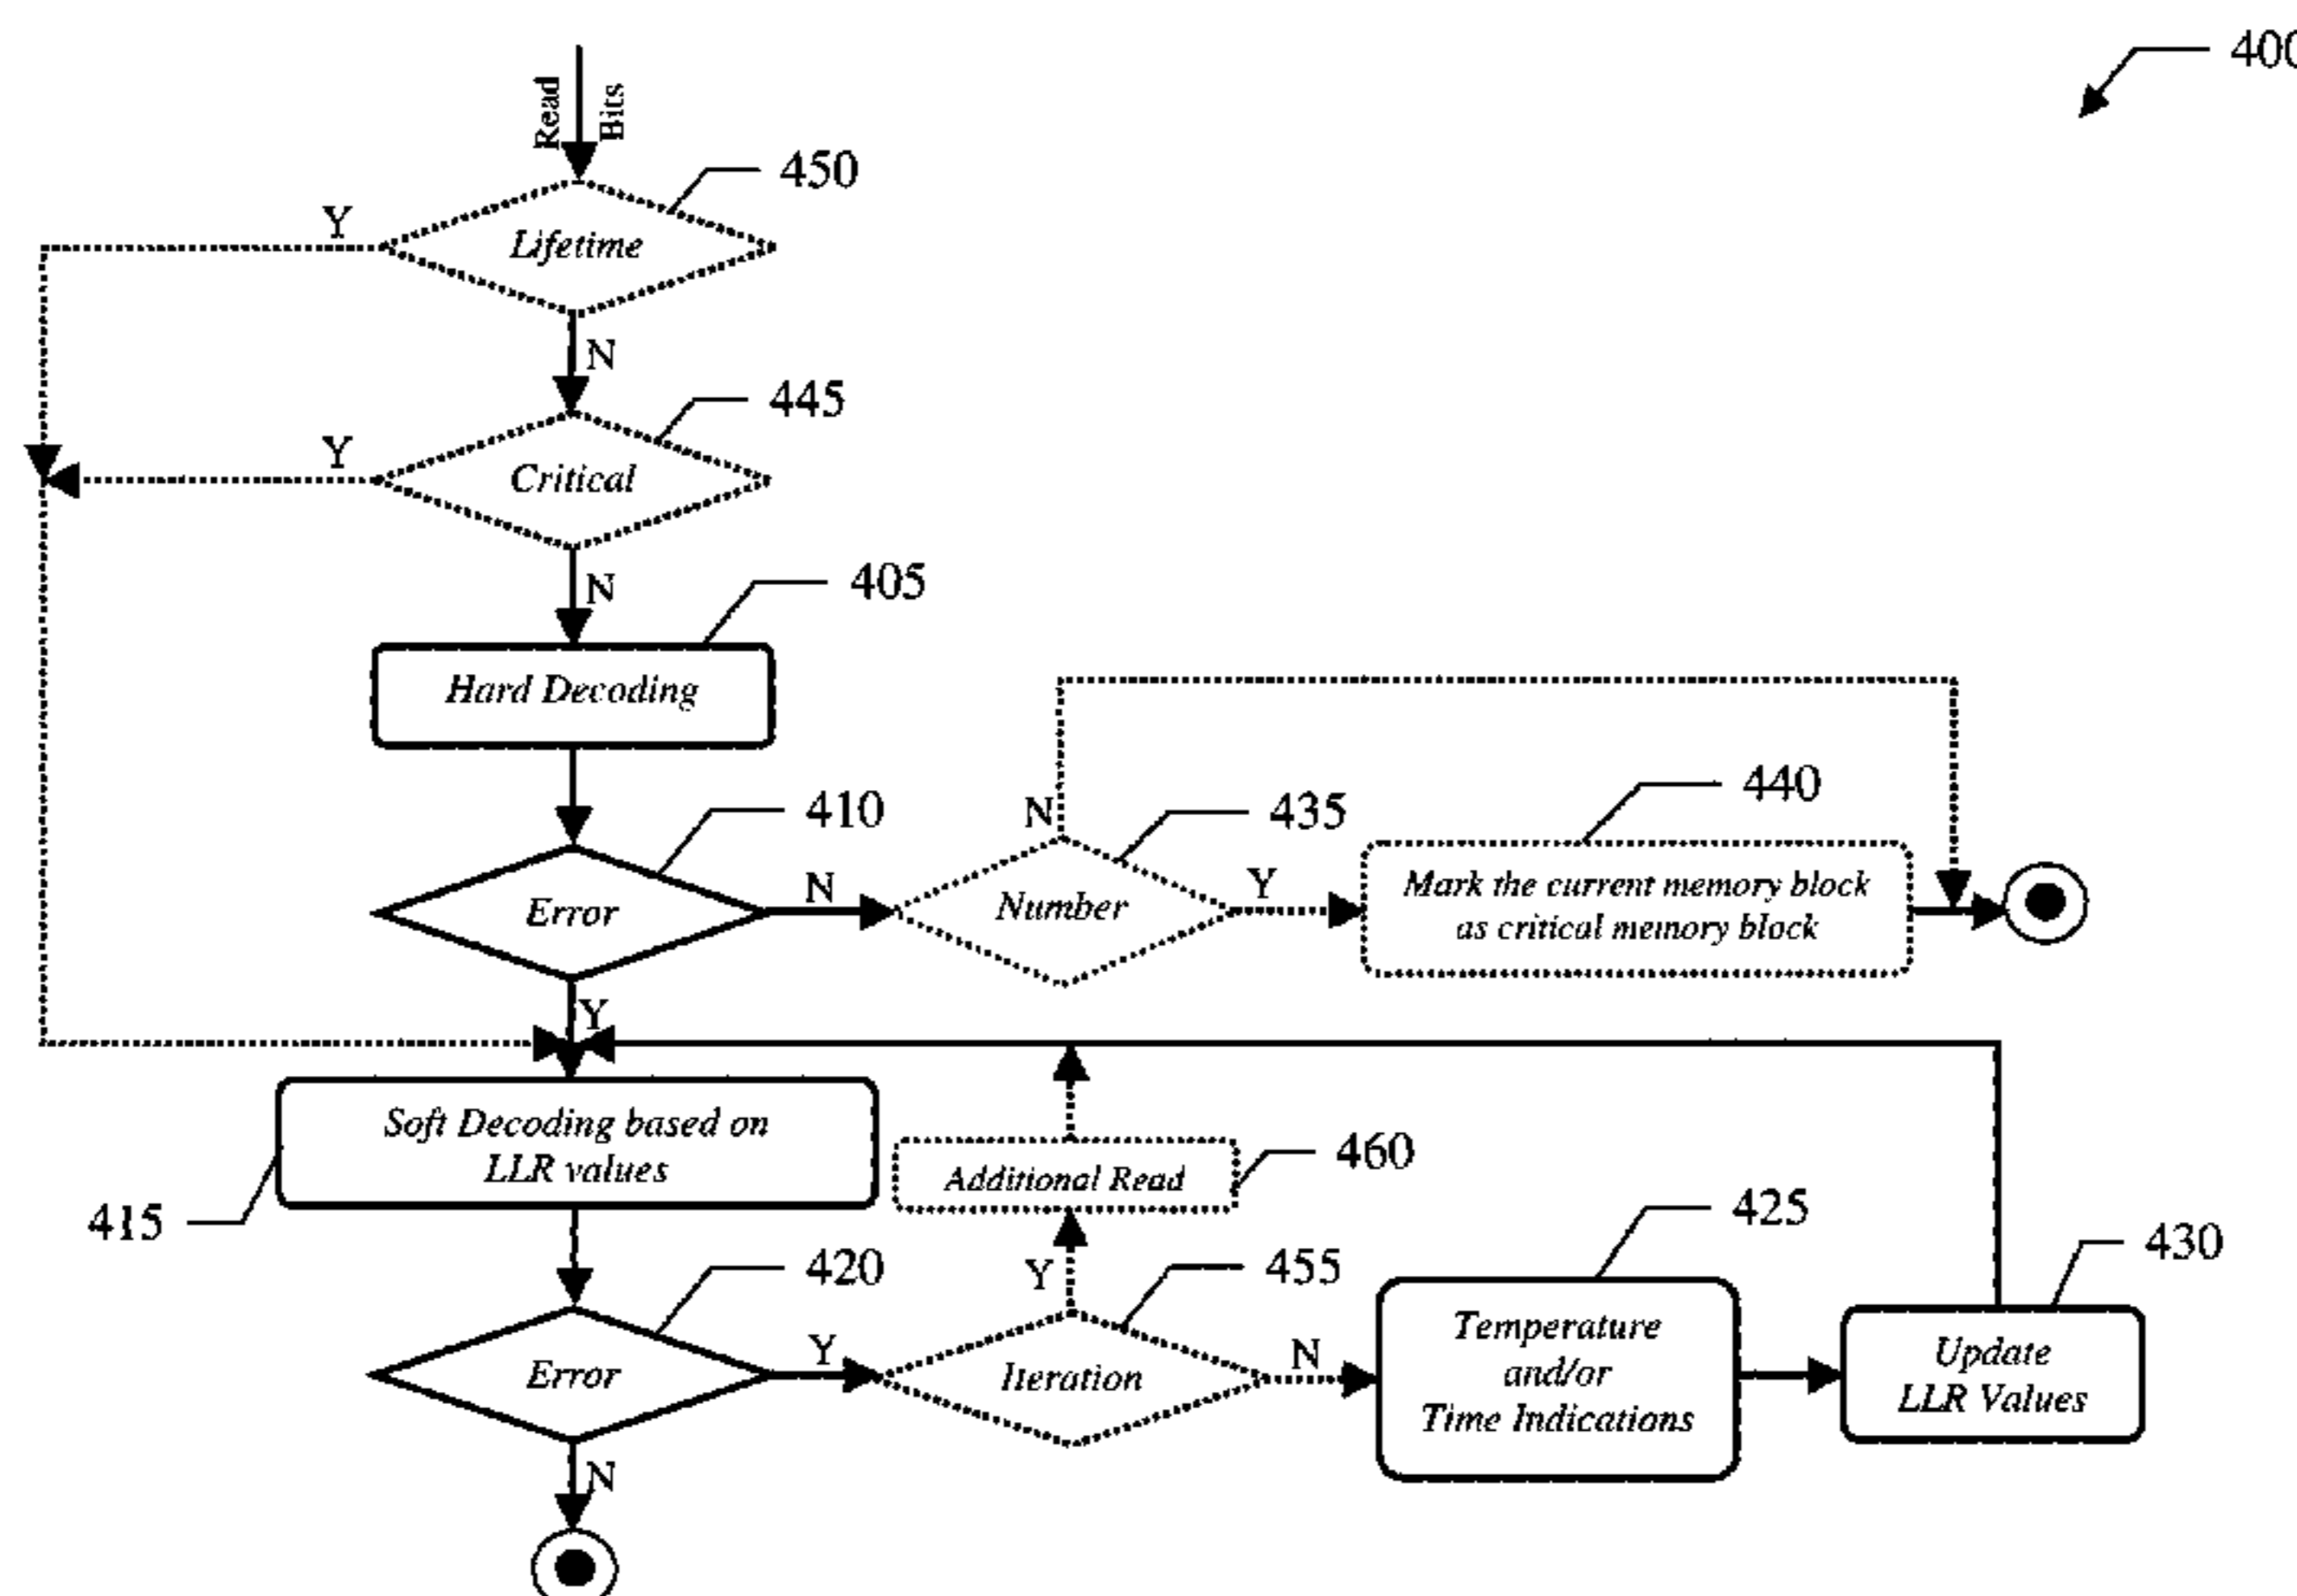 400
Read
Bits
450
Y
Lifetime
N
445
Y
Critical
N
405
Hard Decoding
410
Error
N
435
N
Number
Y
440
Mark the current memory block
as critical memory block
Y
Soft Decoding based on
LLR values
415
Additional Read
460
420
Error
Y
Y
455
Iteration
N
425
Temperature
and/or
Time Indications
430
Update
LLR Values
N